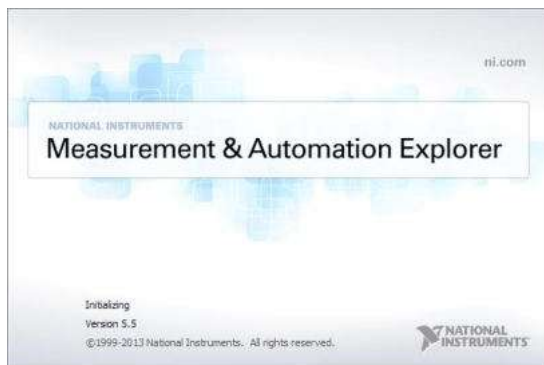 ni.com
NATIONAL INSTRUMENTS
Measurement & Automation Explorer
Initializing
Version 5.5
©1999-2013 National Instruments. All rights reserved.
NATIONAL
INSTRUMENTS